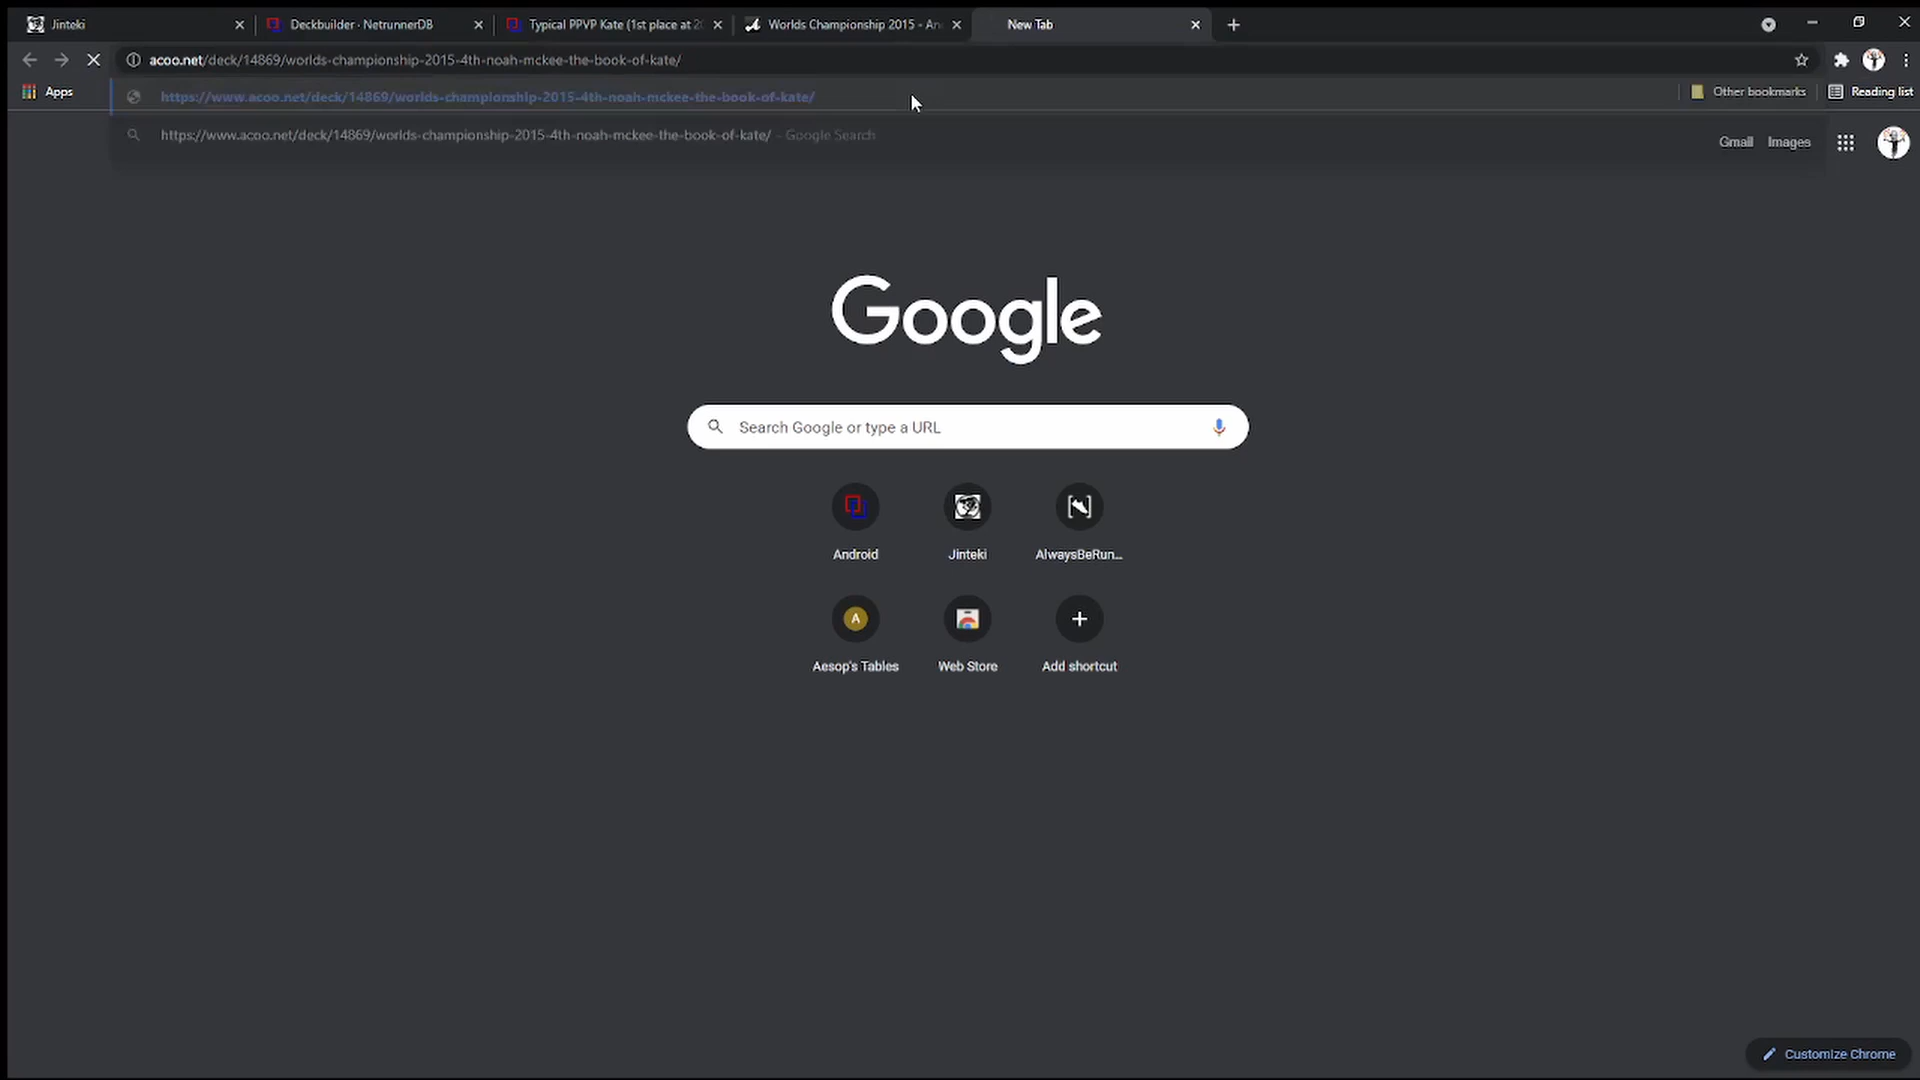 Jinteki
Deckbuilder · NetrunnerDB
Typical PPVP Kate (1st place at 2
Worlds Championship 2015 - An
New Tab
acoo.net/deck/14869/worlds-championship-2015-4th-noah-mckee-the-book-of-kate/
Apps
https://www.acoo.net/deck/14869/worlds-championship-2015-4th-noah-mckee-the-book-of-kate/
Other bookmarks
Reading list
https://www.acoo.net/deck/14869/worlds-championship-2015-4th-noah-mckee-the-book-of-kate/ - Google Search
Gmail
Images
Google
Search Google or type a URL
Android
Jinteki
AlwaysBeRun...
A
Aesop's Tables
Web Store
Add shortcut
Customize Chrome